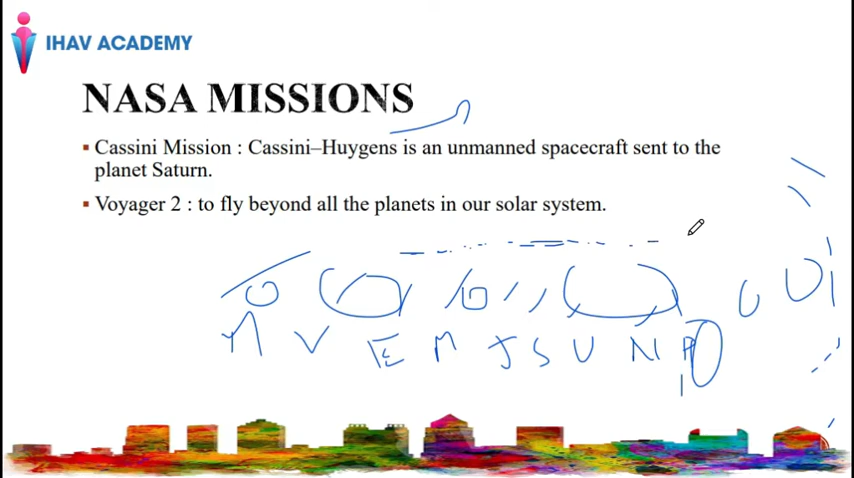 IHAV ACADEMY
NASA MISSIONS
▪ Cassini Mission : Cassini–Huygens is an unmanned spacecraft sent to the
planet Saturn.
▪ Voyager 2 : to fly beyond all the planets in our solar system.
M V E M J S U N P